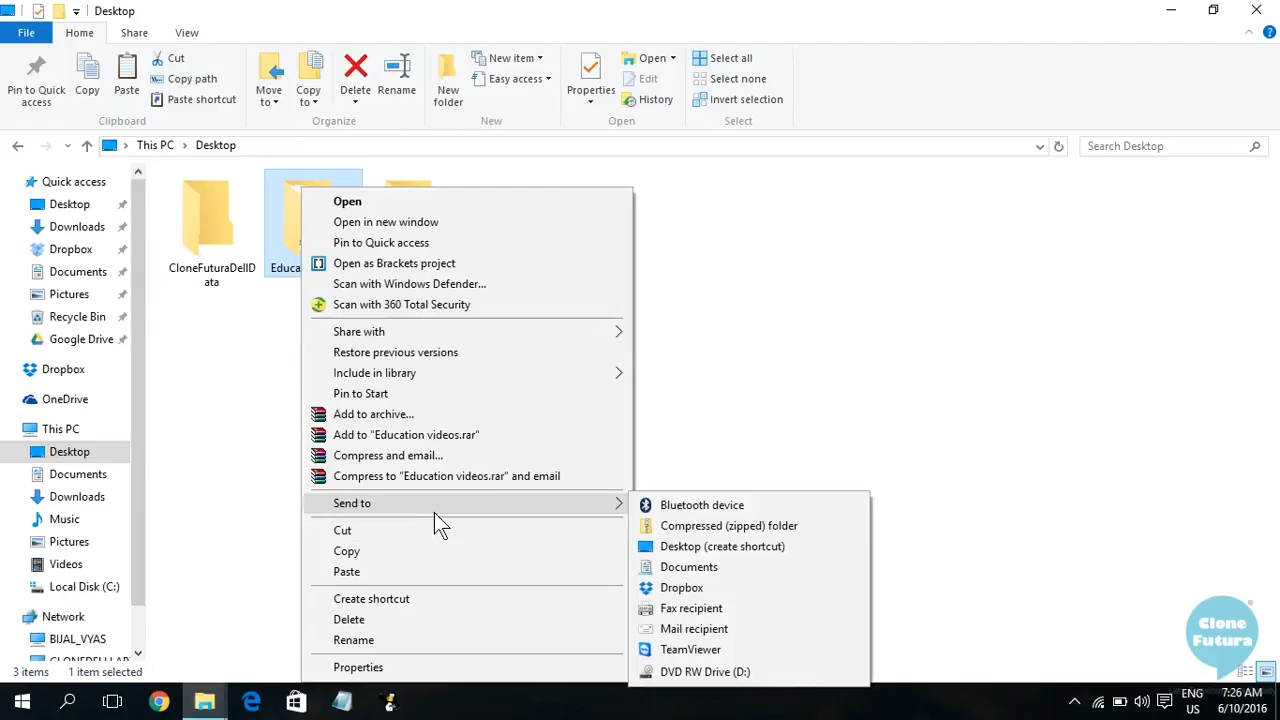 Desktop
File
Home
Share
View
Pin to Quick access
Copy
Paste
Cut
Copy path
Paste shortcut
Clipboard
Move to
Copy to
Delete
Rename
Organize
New folder
New item
Easy access
New
Properties
Open
Edit
History
Open
Select all
Select none
Invert selection
Select
This PC
Desktop
Search Desktop
Quick access
Desktop
Downloads
Dropbox
Documents
Pictures
Recycle Bin
Google Drive
Dropbox
OneDrive
This PC
Desktop
Documents
Downloads
Music
Pictures
Videos
Local Disk (C:)
Network
BIJAL_VYAS
CloneFuturaDellD
ata
Educa
Open
Open in new window
Pin to Quick access
Open as Brackets project
Scan with Windows Defender...
Scan with 360 Total Security
Share with
Restore previous versions
Include in library
Pin to Start
Add to archive...
Add to "Education videos.rar"
Compress and email...
Compress to "Education videos.rar" and email
Send to
Cut
Copy
Paste
Create shortcut
Delete
Rename
Properties
Bluetooth device
Compressed (zipped) folder
Desktop (create shortcut)
Documents
Dropbox
Fax recipient
Mail recipient
TeamViewer
DVD RW Drive (D:)
Clone
Futura
3 items
1 item selected
ENG
US
7:26 AM
6/10/2016